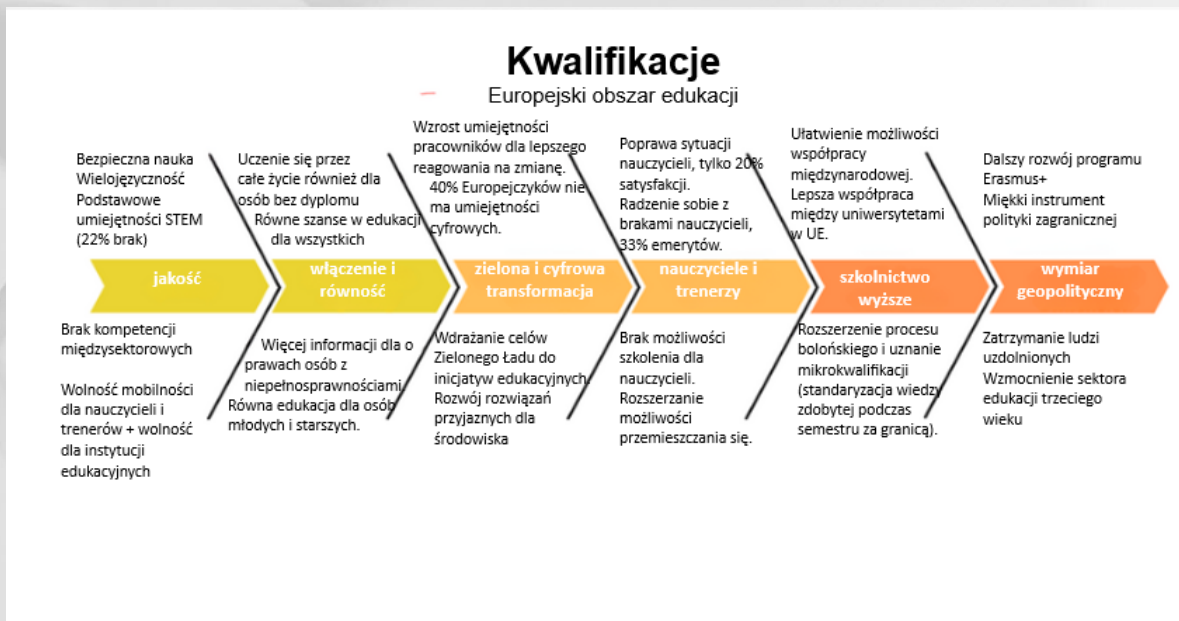 Kwalifikacje
Europejski obszar edukacji
Bezpieczna nauka
Wielojęzyczność
Podstawowe
umiejętności STEM
(22% brak)
Uczenie się przez
całe życie również dla
osób bez dyplomu
Równe szanse w edukacji
dla wszystkich
Wzrost umiejętności
pracowników dla lepszego
reagowania na zmianę.
40% Europejczyków nie
ma umiejętności
cyfrowych.
Poprawa sytuacji
nauczycieli, tylko 20%
satysfakcji.
Radzenie sobie z
brakami nauczycieli,
33% emerytów.
Ułatwienie możliwości
współpracy
międzynarodowej.
Lepsza współpraca
między uniwersytetami
w UE.
Dalszy rozwój programu
Erasmus+
Miękki instrument
polityki zagranicznej
jakość
włączenie i
równość
zielona i cyfrowa
transformacja
nauczyciele i
trenerzy
szkolnictwo
wyższe
wymiar
geopolityczny
Brak kompetencji
międzysektorowych
Wolność mobilności
dla nauczycieli i
trenerów + wolność
dla instytucji
edukacyjnych
Więcej informacji dla o
prawach osób z
niepełnosprawnościami
Równa edukacja dla osób
młodych i starszych.
Wdrażanie celów
Zielonego Ładu do
inicjatyw edukacyjnych.
Rozwój rozwiązań
przyjaznych dla
środowiska
Brak możliwości
szkolenia dla
nauczycieli.
Rozszerzanie
możliwości
przemieszczania się.
Rozszerzenie procesu
bolońskiego i uznanie
mikrokwalifikacji
(standaryzacja wiedzy
zdobytej podczas
semestru za granicą).
Zatrzymanie ludzi
uzdolnionych
Wzmocnienie sektora
edukacji trzeciego
wieku